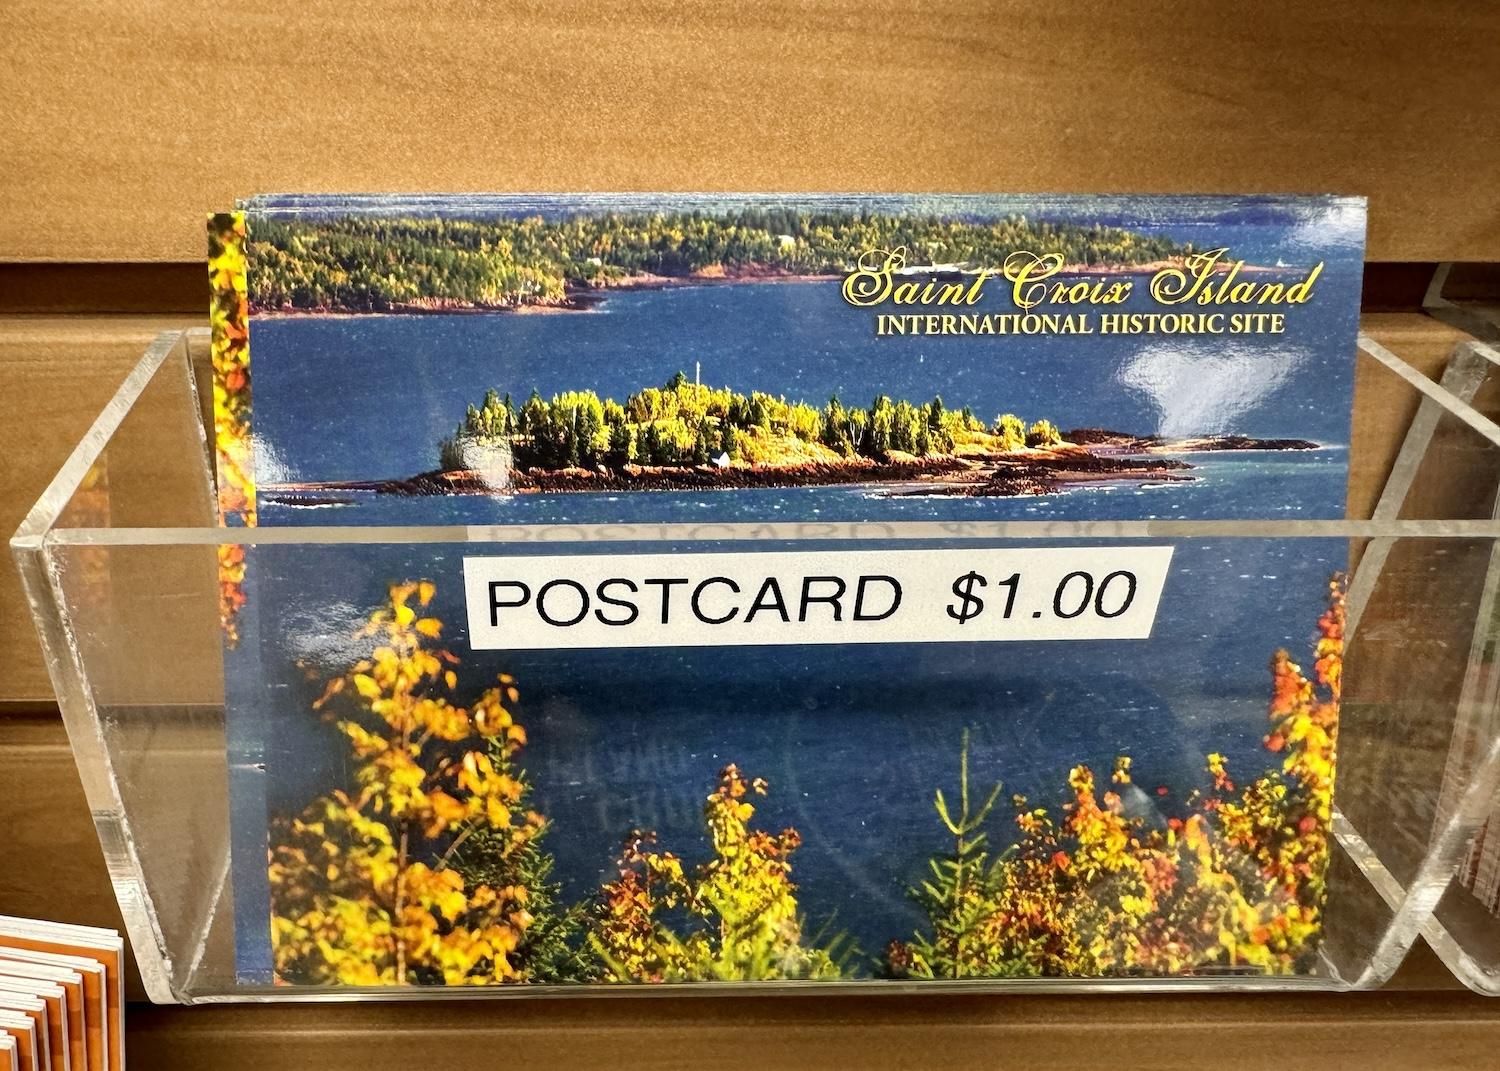 Saint Croix Island
INTERNATIONAL HISTORIC SITE
POSTCARD $1.00